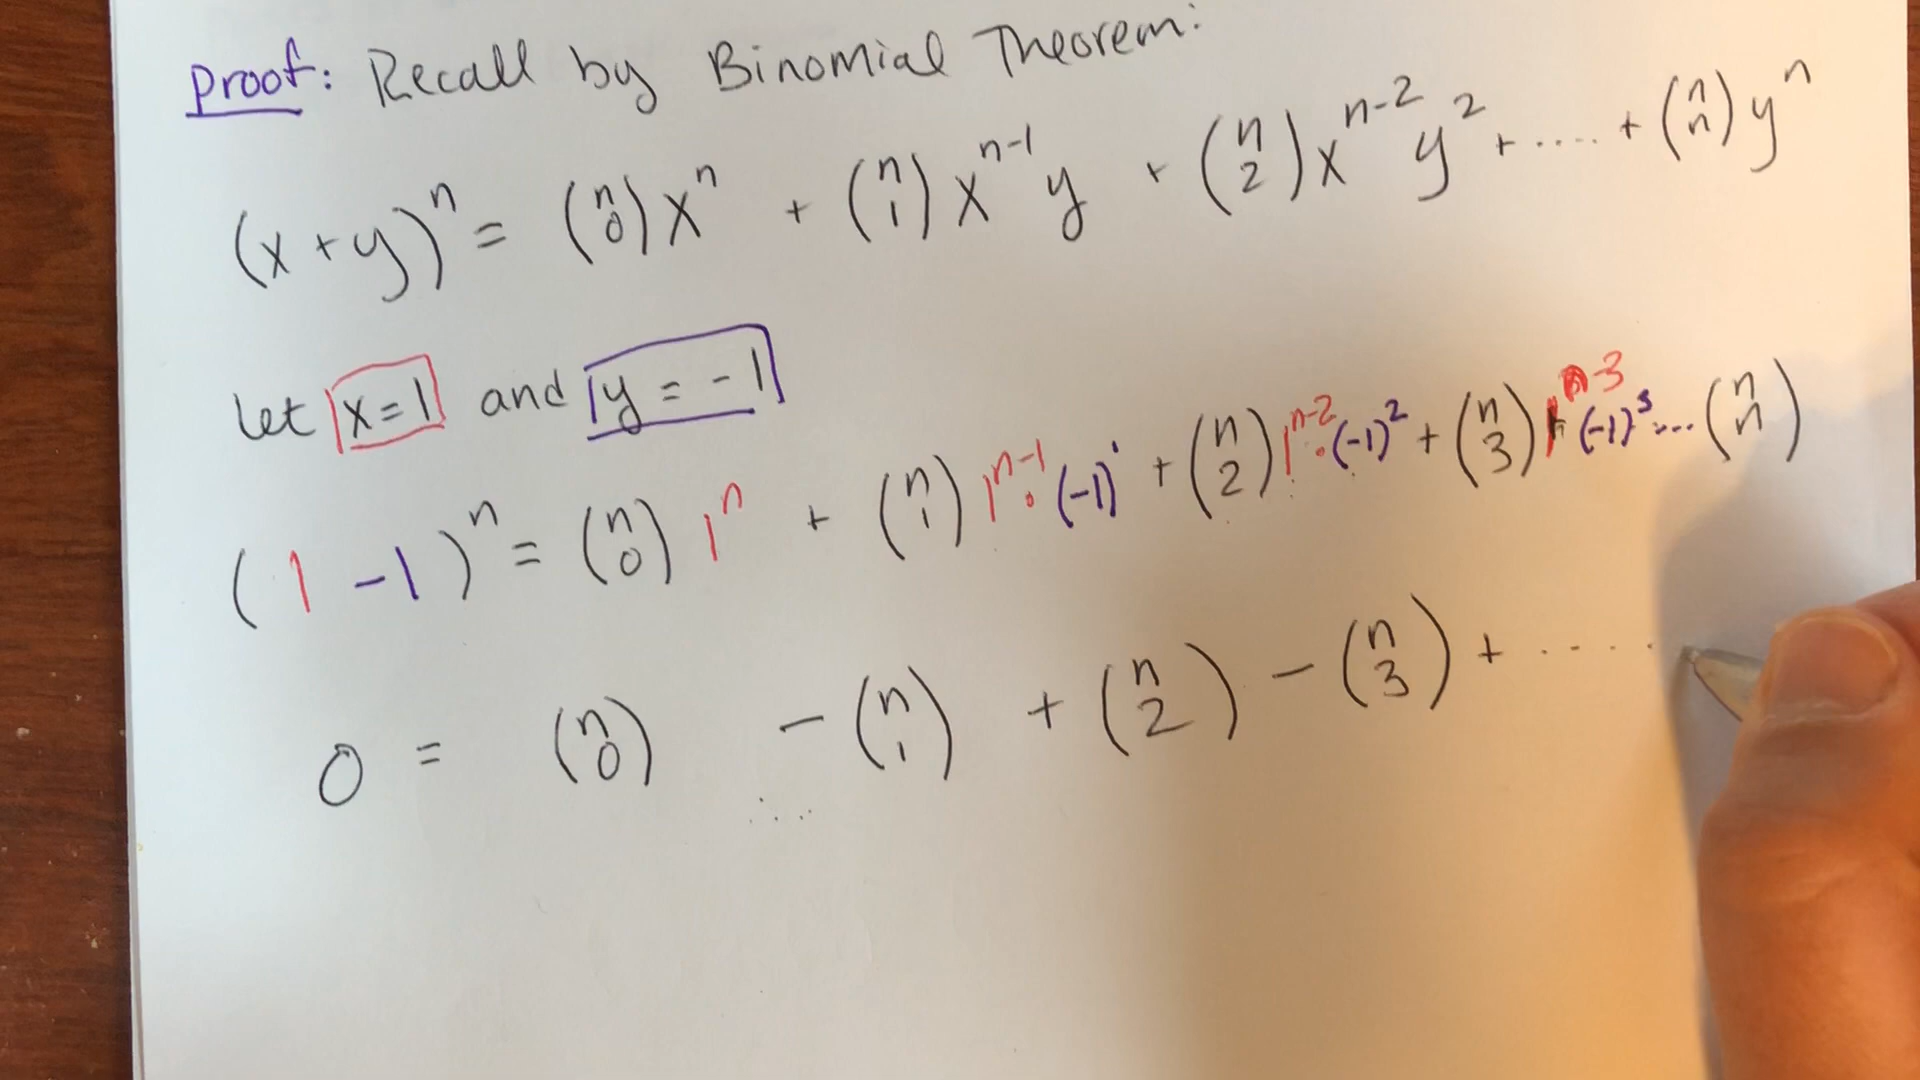 Proof: Recall by Binomial Theorem:
(x+y)^n = (n 0)x^n + (n 1)x^{n-1}y + (n 2)x^{n-2}y^2 + ..... + (n n)y^n
let x=1 and y = -1
(1 -1)^n = (n 0) 1^n + (n 1) 1^{n-1}·(-1)^1 + (n 2) 1^{n-2}·(-1)^2 + (n 3) 1^{n-3}(-1)^3 .... (n n)
0 = (n 0) - (n 1) + (n 2) - (n 3) + .....